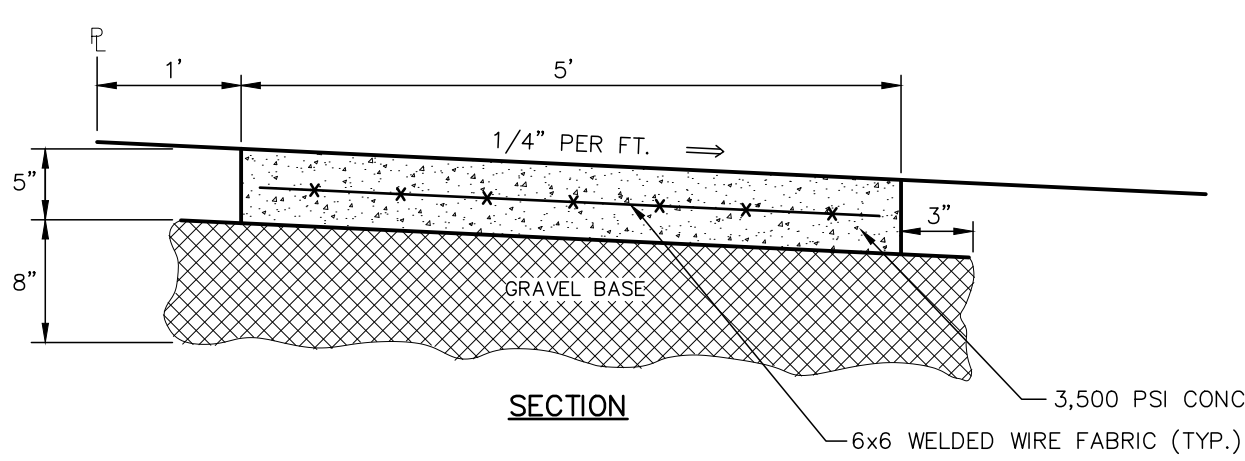 PL
1'
5'
1/4" PER FT.
5"
3"
8"
GRAVEL BASE
3,500 PSI CONC
SECTION
6x6 WELDED WIRE FABRIC (TYP.)